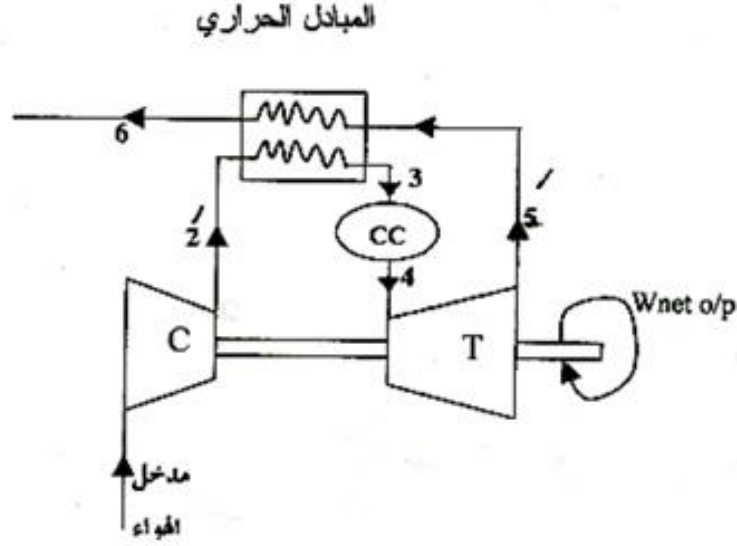 المبادل الحراري
6
3
2/
CC
5/
4
Wnet o/p
C
T
مدخل
الهواء